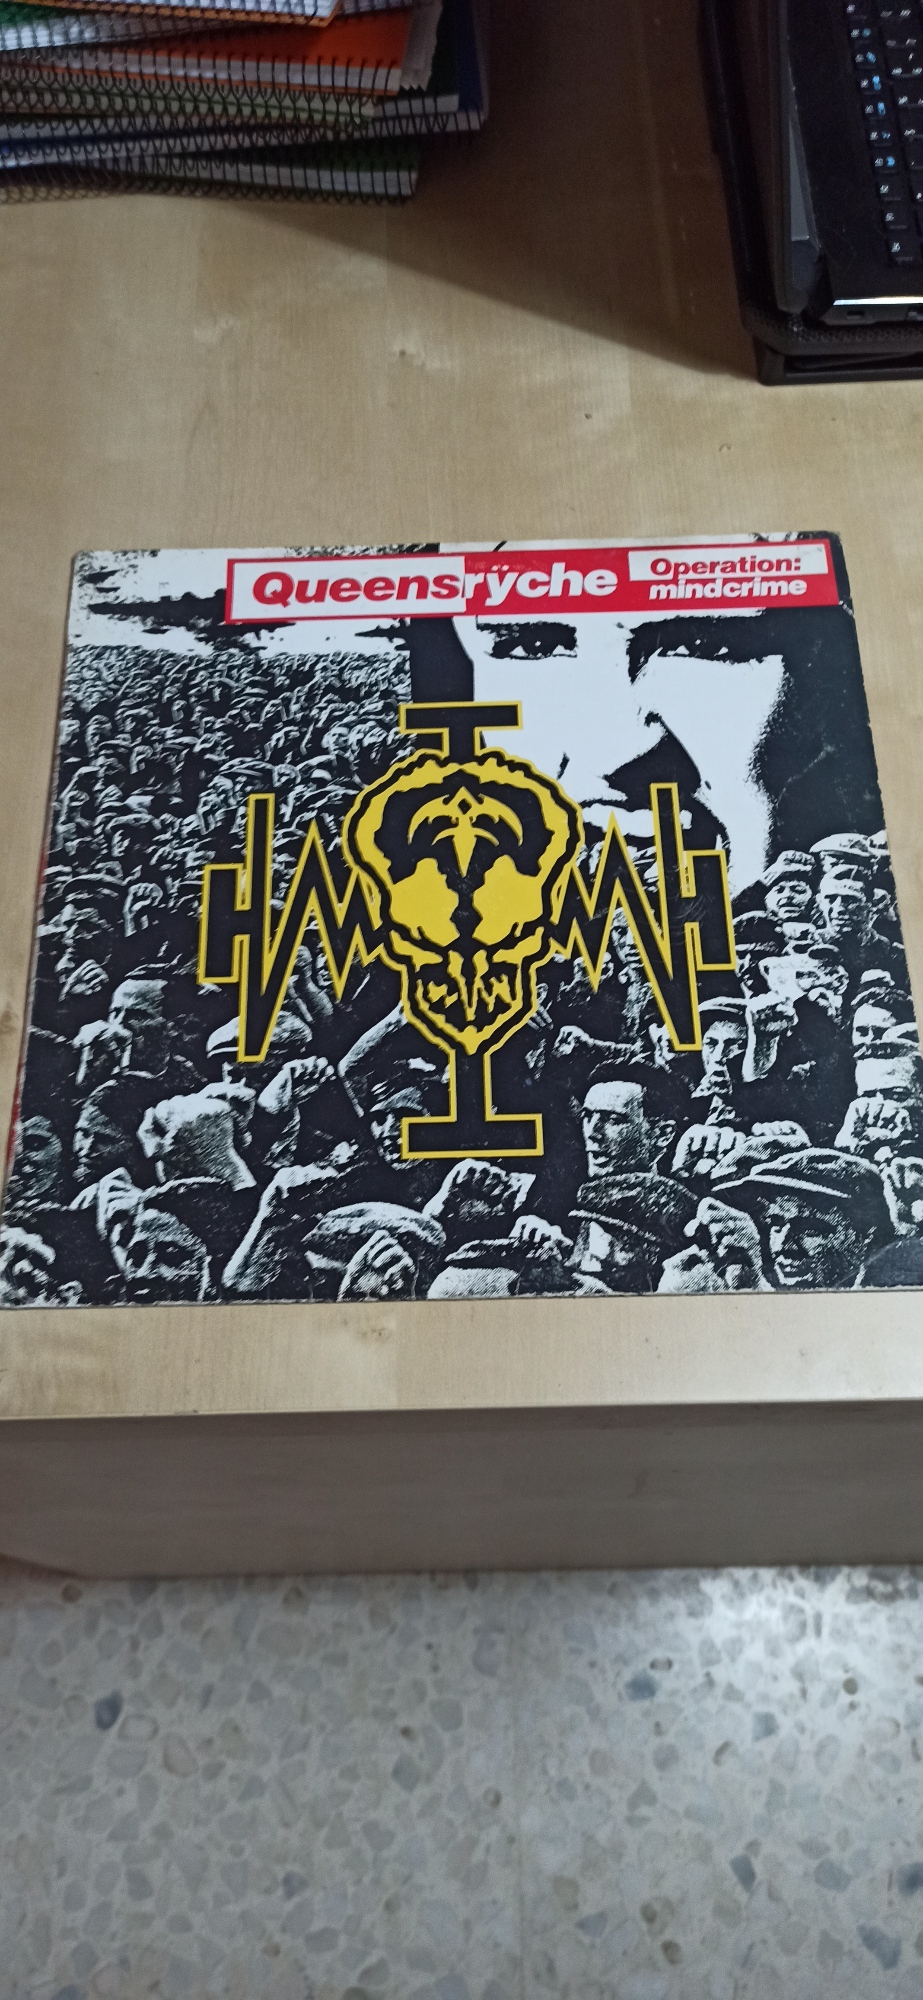 Queensrÿche
Operation:
mindcrime